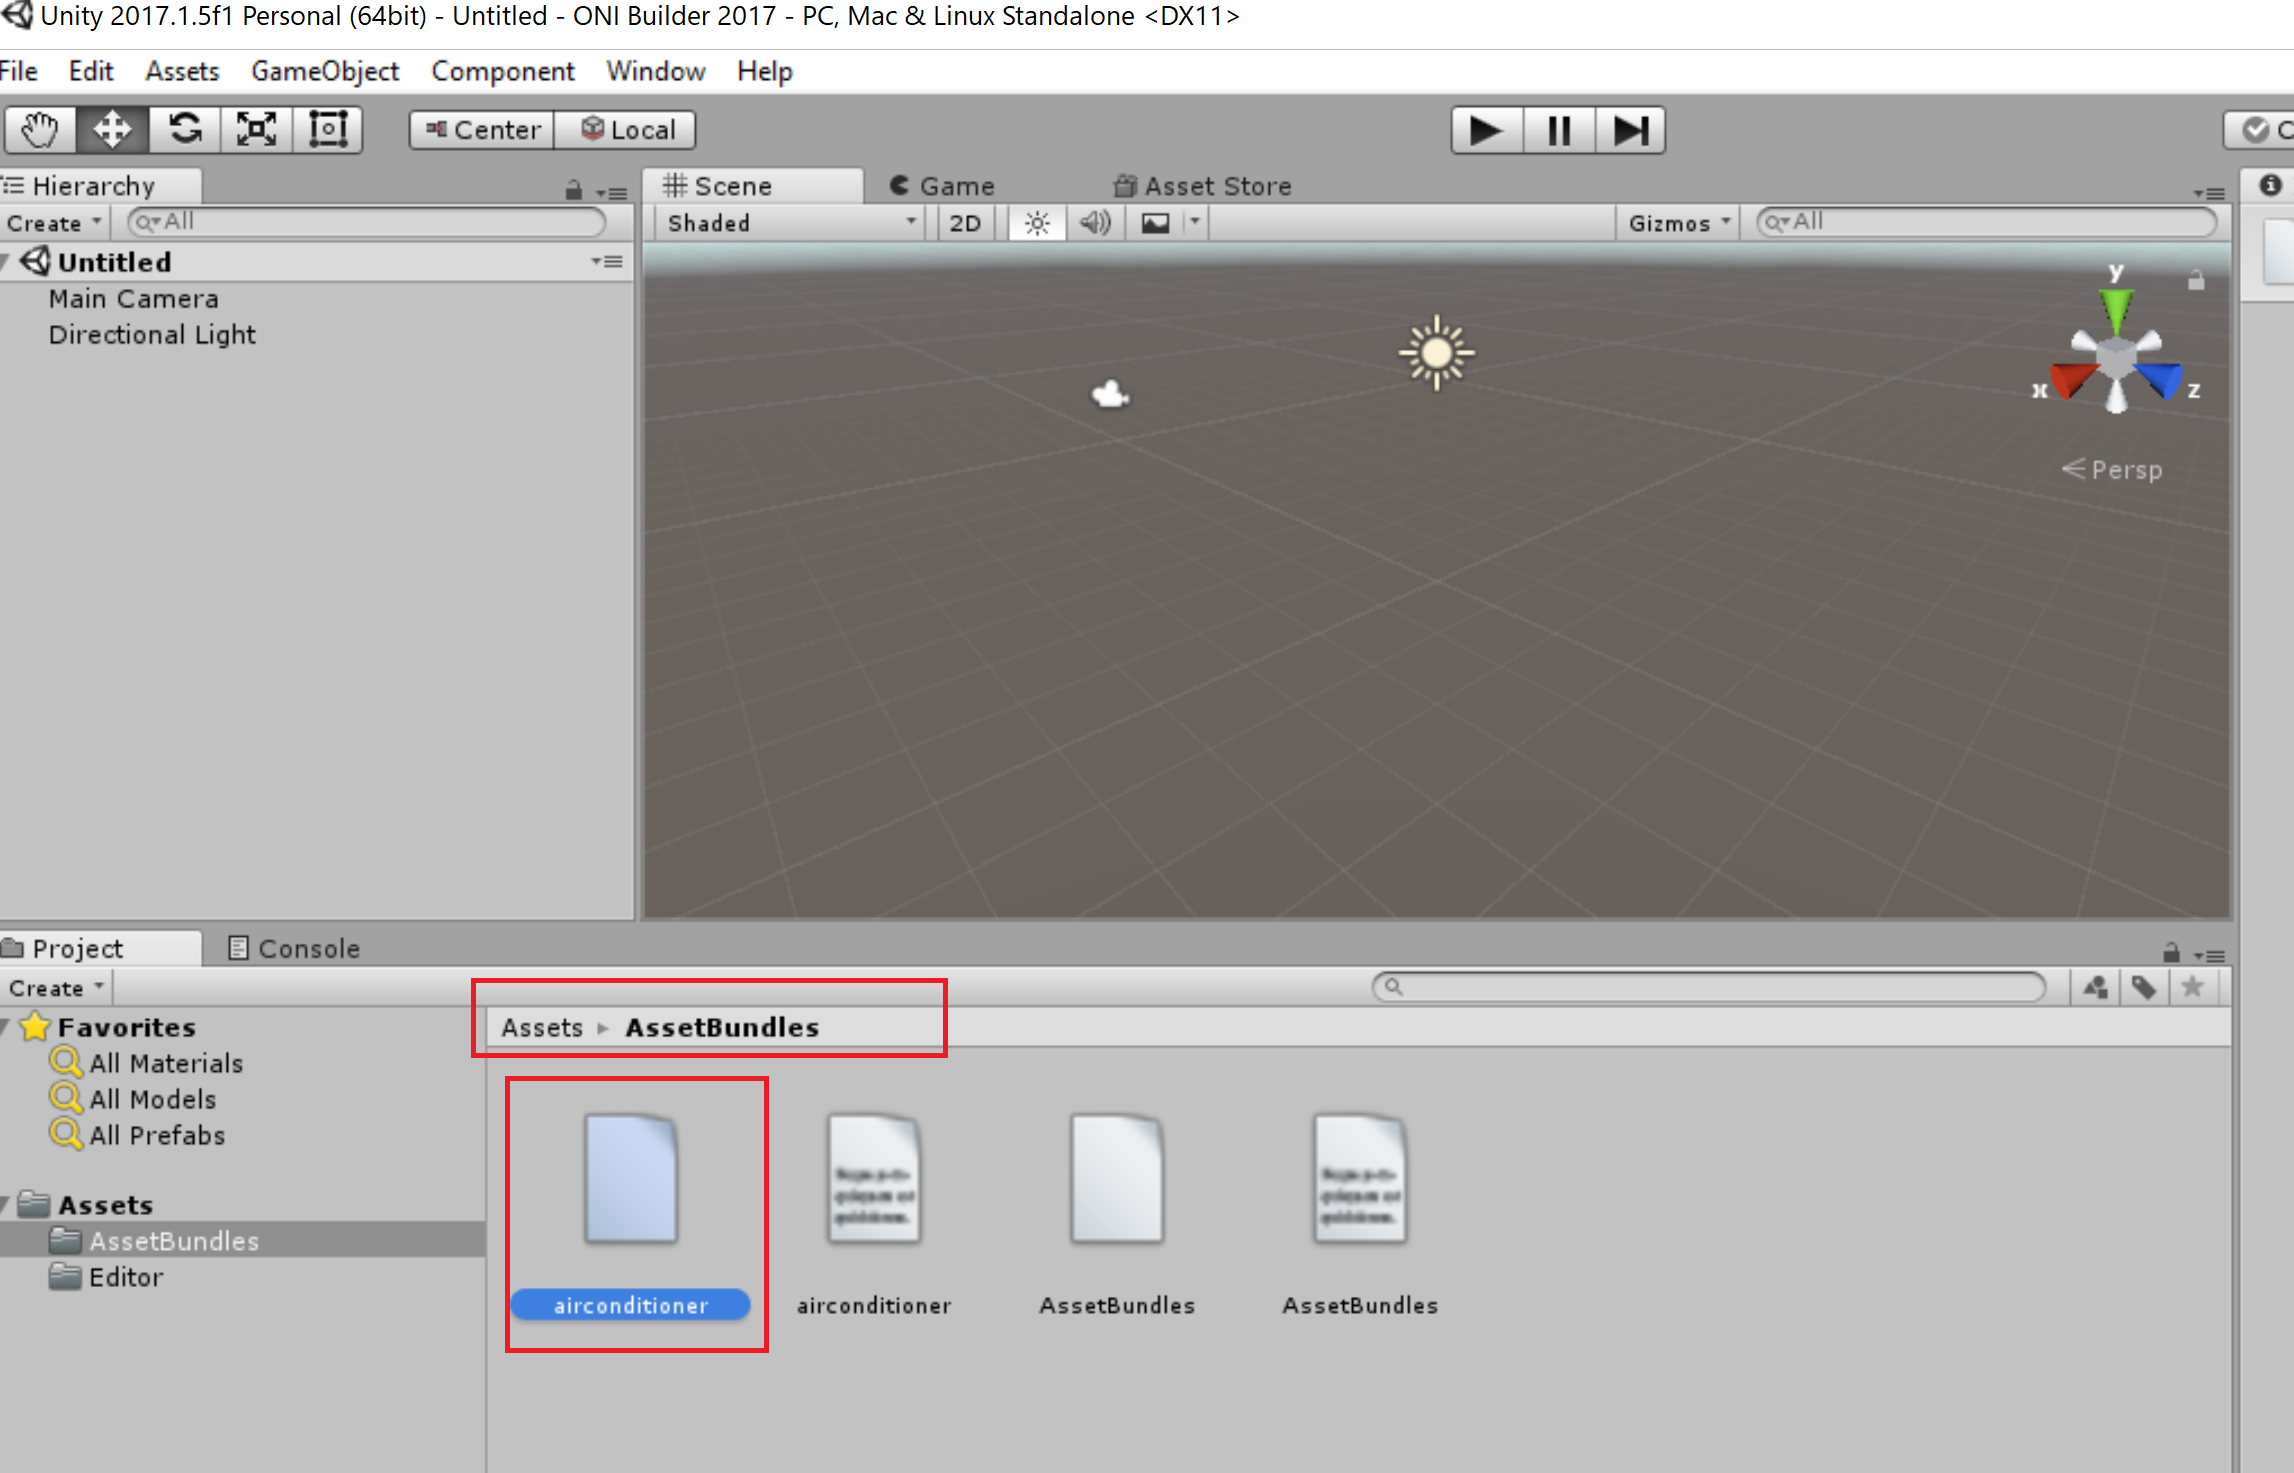 Unity 2017.1.5f1 Personal (64bit) - Untitled - ONI Builder 2017 - PC, Mac & Linux Standalone <DX11>
File Edit Assets GameObject Component Window Help
Center Local
Hierarchy
Create All
Untitled
Main Camera
Directional Light
Scene Game Asset Store
Shaded 2D Gizmos All
y
x z
Persp
Project Console
Create
Favorites
All Materials
All Models
All Prefabs
Assets
AssetBundles
Editor
Assets AssetBundles
airconditioner airconditioner AssetBundles AssetBundles